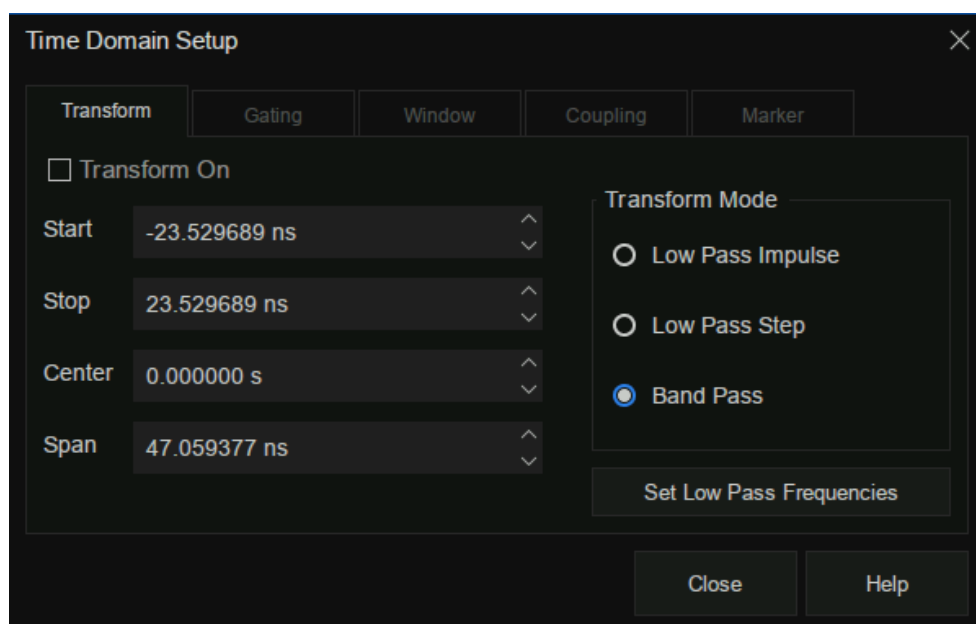 Time Domain Setup
Transform
Gating
Window
Coupling
Marker
Transform On
Start
-23.529689 ns
Stop
23.529689 ns
Center
0.000000 s
Span
47.059377 ns
Transform Mode
Low Pass Impulse
Low Pass Step
Band Pass
Set Low Pass Frequencies
Close
Help